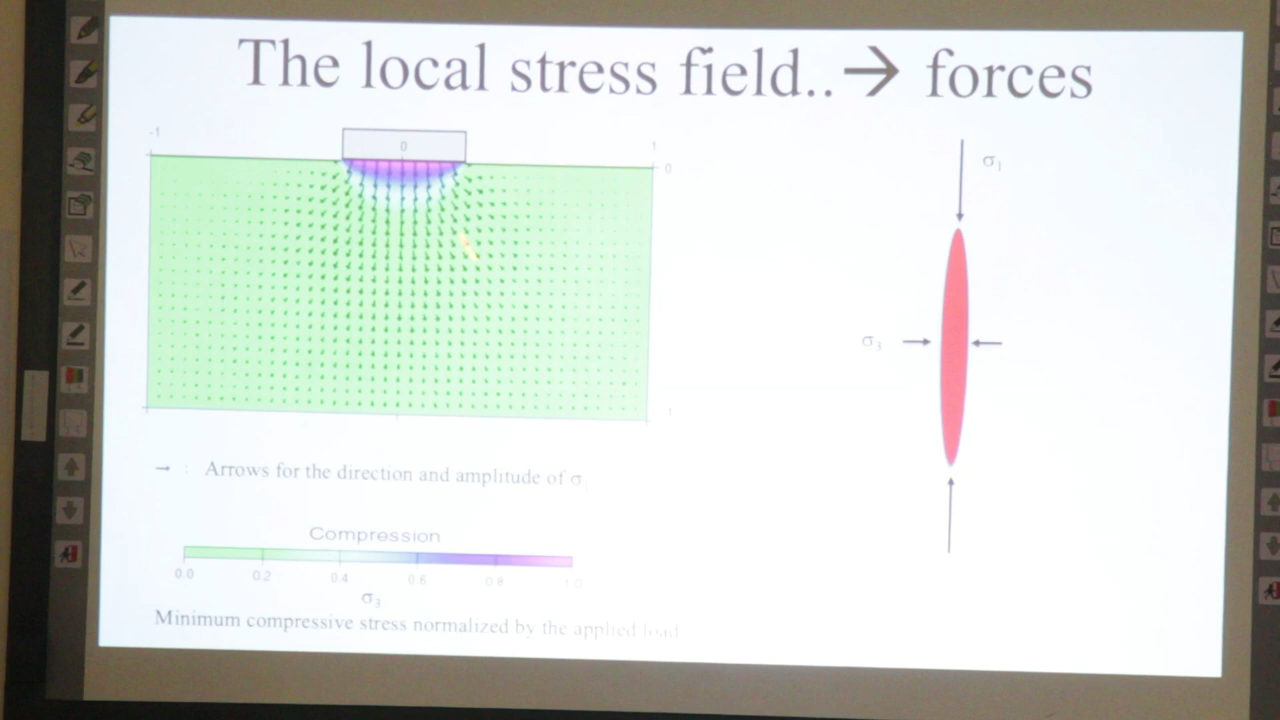 The local stress field..→ forces
-1
0
1
0
σ₁
σ₃
1
→ : Arrows for the direction and amplitude of σ
Compression
0.0 0.2 0.4 0.6 0.8 1.0
σ₃
Minimum compressive stress normalized by the applied load